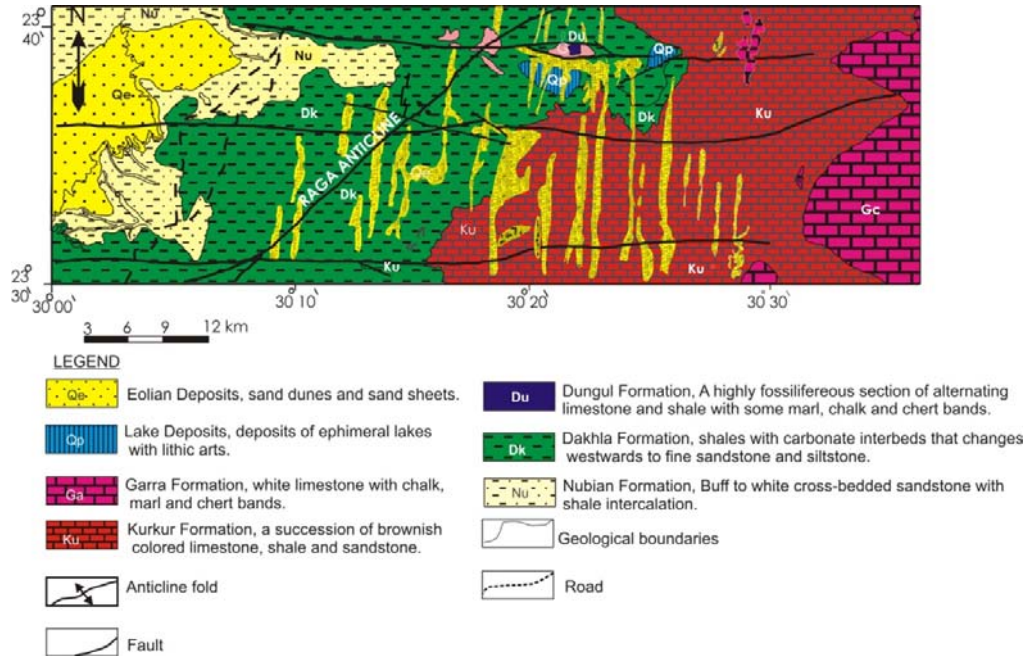 23°
40'
N
Nu
Du
Qp
Nu
Qe
Qp
Dk
Dk
Ku
RAGA ANTICLINE
Qe
Dk
Gc
Ku
Ku
Ku
23°
30'
30° 00'
30° 10'
30° 20'
30° 30'
3 6 9 12 km
LEGEND
Qe Eolian Deposits, sand dunes and sand sheets.
Qp Lake Deposits, deposits of ephimeral lakes
with lithic arts.
Ga Garra Formation, white limestone with chalk,
marl and chert bands.
Ku Kurkur Formation, a succession of brownish
colored limestone, shale and sandstone.
Anticline fold
Fault
Du Dungul Formation, A highly fossilifereous section of alternating
limestone and shale with some marl, chalk and chert bands.
Dk Dakhla Formation, shales with carbonate interbeds that changes
westwards to fine sandstone and siltstone.
Nu Nubian Formation, Buff to white cross-bedded sandstone with
shale intercalation.
Geological boundaries
Road